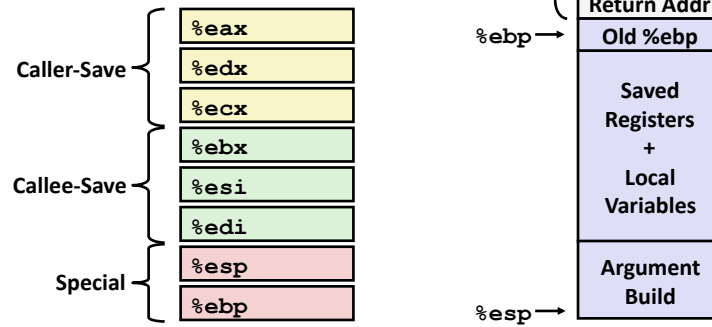 Caller-Save
%eax
%edx
%ecx
Callee-Save
%ebx
%esi
%edi
Special
%esp
%ebp
Return Addr
%ebp
Old %ebp
Saved
Registers
+
Local
Variables
Argument
Build
%esp